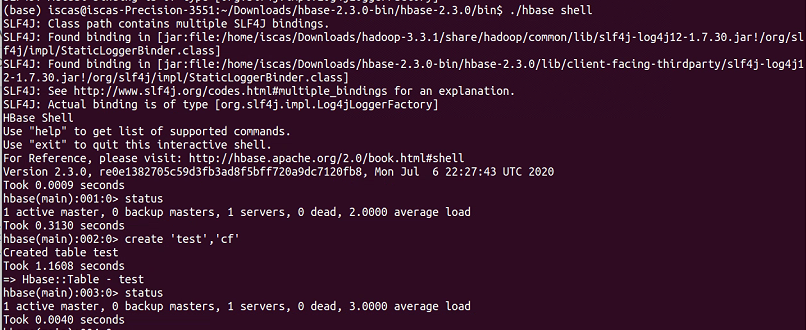 (base) iscas@iscas-Precision-3551:~/Downloads/hbase-2.3.0-bin/hbase-2.3.0/bin$ ./hbase shell
SLF4J: Class path contains multiple SLF4J bindings.
SLF4J: Found binding in [jar:file:/home/iscas/Downloads/hadoop-3.3.1/share/hadoop/common/lib/slf4j-log4j12-1.7.30.jar!/org/sl
f4j/impl/StaticLoggerBinder.class]
SLF4J: Found binding in [jar:file:/home/iscas/Downloads/hbase-2.3.0-bin/hbase-2.3.0/lib/client-facing-thirdparty/slf4j-log4j1
2-1.7.30.jar!/org/slf4j/impl/StaticLoggerBinder.class]
SLF4J: See http://www.slf4j.org/codes.html#multiple_bindings for an explanation.
SLF4J: Actual binding is of type [org.slf4j.impl.Log4jLoggerFactory]
HBase Shell
Use "help" to get list of supported commands.
Use "exit" to quit this interactive shell.
For Reference, please visit: http://hbase.apache.org/2.0/book.html#shell
Version 2.3.0, re0e1382705c59d3fb3ad8f5bff720a9dc7120fb8, Mon Jul  6 22:27:43 UTC 2020
Took 0.0009 seconds
hbase(main):001:0> status
1 active master, 0 backup masters, 1 servers, 0 dead, 2.0000 average load
Took 0.3130 seconds
hbase(main):002:0> create 'test','cf'
Created table test
Took 1.1608 seconds
=> Hbase::Table - test
hbase(main):003:0> status
1 active master, 0 backup masters, 1 servers, 0 dead, 3.0000 average load
Took 0.0040 seconds